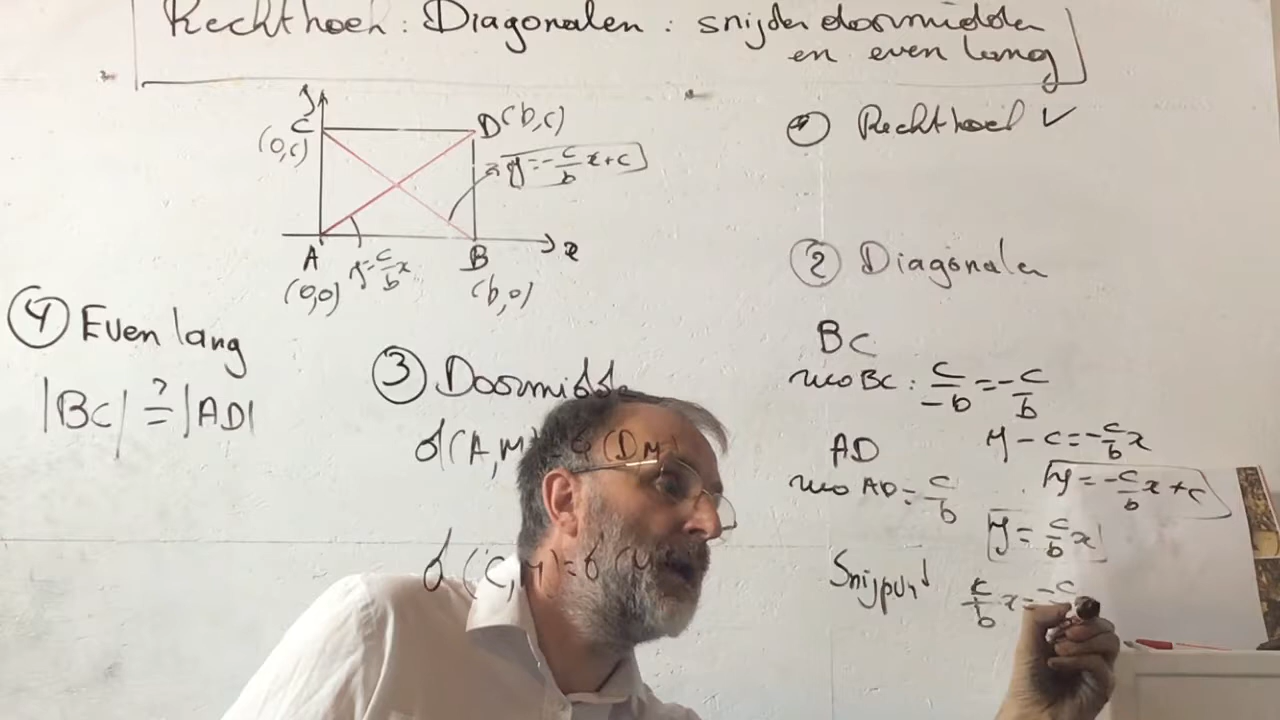 Rechthoek: Diagonalen: snijden doormidden
en even lang
y
C
(0,c)
D(b,c)
y=-c/b x+c
A
(0,0)
y=c/b x
B
(b,0)
x
① Rechthoek ✓
② Diagonalen
BC
rico BC: c/-b = -c/b
y-c=-c/b x
y=-c/b x+c
AD
rico AD= c/b
y=c/b x
Snijpunt c/b x=-c
③ Doormidde
d(A,M)=d(D,M)
d(C,M)=d(
④ Even lang
|BC| ?= |AD|